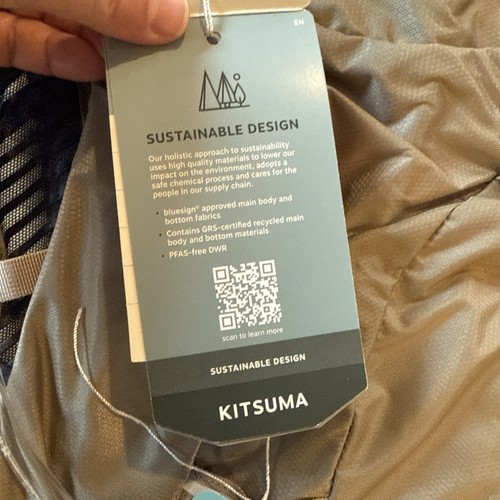 EN
SUSTAINABLE DESIGN
Our holistic approach to sustainability
uses high quality materials to lower our
impact on the environment, adopts a
safe chemical process and cares for the
people in our supply chain.
• bluesign® approved main body and
bottom fabrics
• Contains GRS-certified recycled main
body and bottom materials
• PFAS-free DWR
scan to learn more
SUSTAINABLE DESIGN
KITSUMA